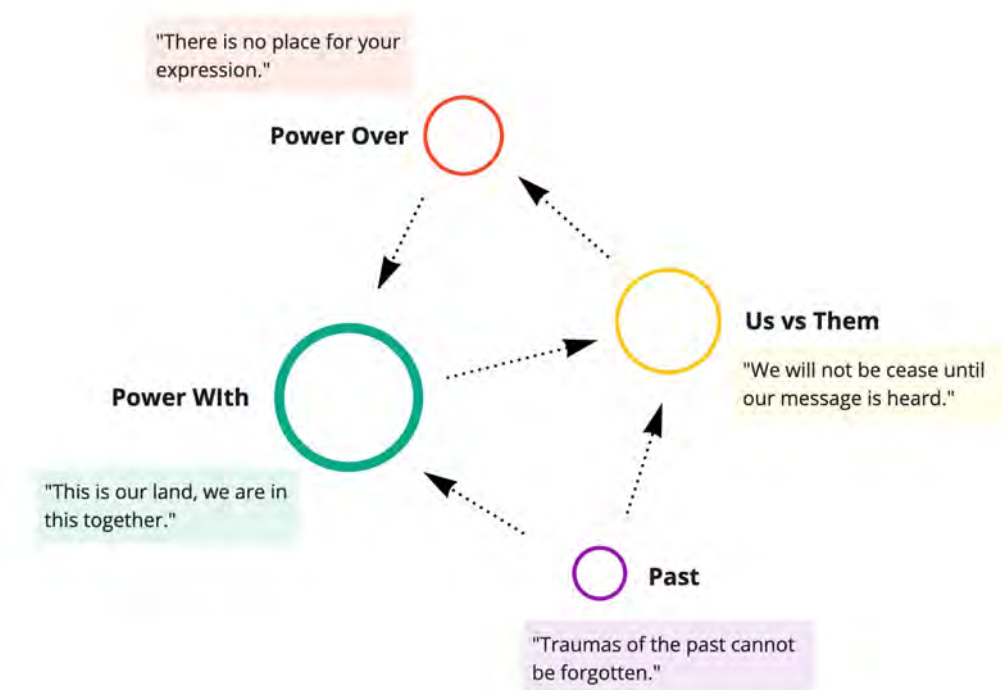 "There is no place for your
expression."
Power Over
Us vs Them
"We will not be cease until
our message is heard."
Power WIth
"This is our land, we are in
this together."
Past
"Traumas of the past cannot
be forgotten."